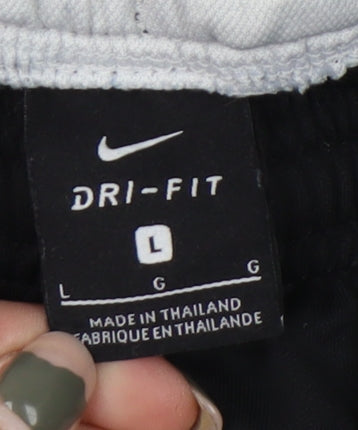 DRI-FIT
L
L G G
MADE IN THAILAND
FABRIQUE EN THAILANDE